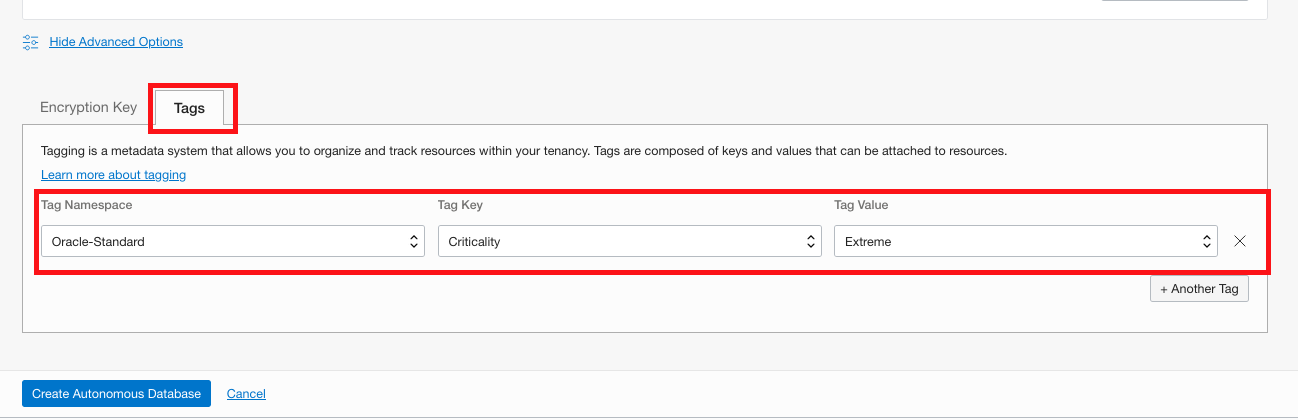 Hide Advanced Options
Encryption Key Tags
Tagging is a metadata system that allows you to organize and track resources within your tenancy. Tags are composed of keys and values that can be attached to resources.
Learn more about tagging
Tag Namespace Tag Key Tag Value
Oracle-Standard Criticality Extreme
+ Another Tag
Create Autonomous Database Cancel